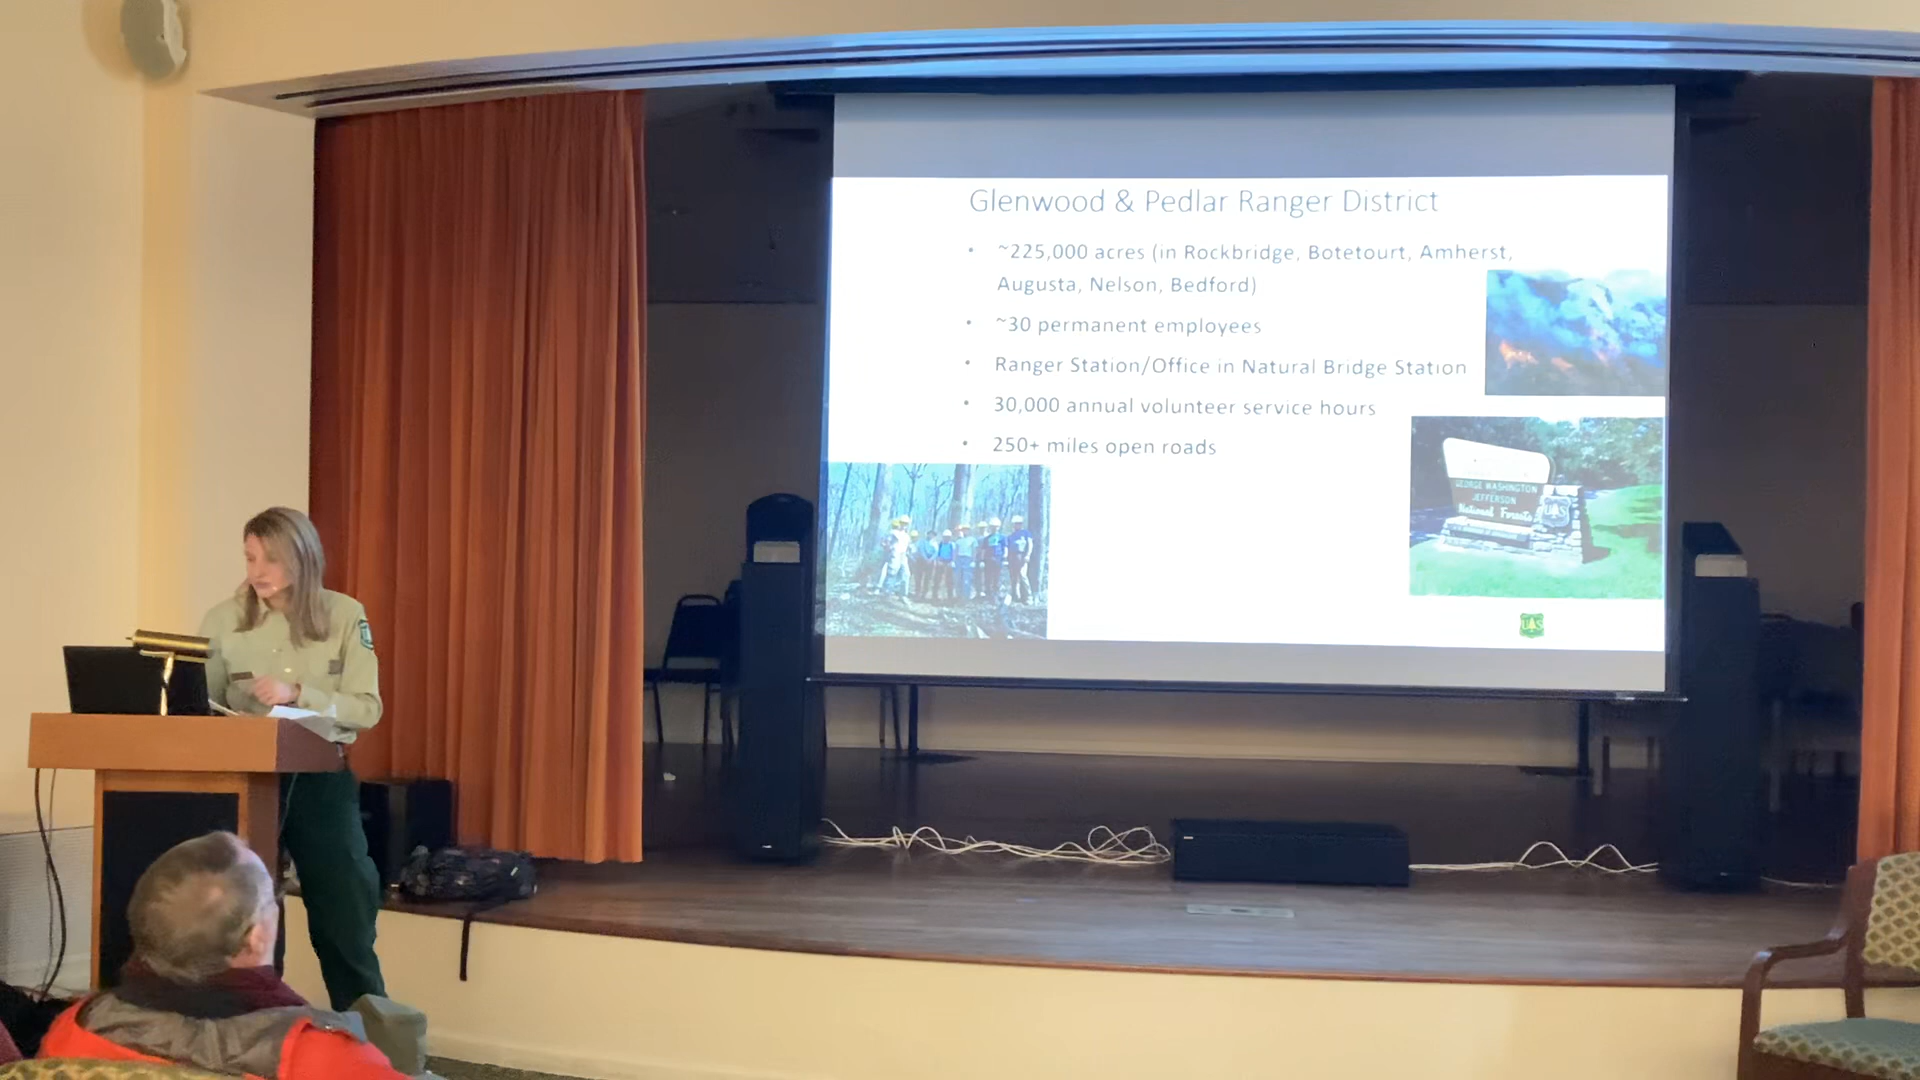 Glenwood & Pedlar Ranger District
• ~225,000 acres (in Rockbridge, Botetourt, Amherst,
Augusta, Nelson, Bedford)
• ~30 permanent employees
• Ranger Station/Office in Natural Bridge Station
• 30,000 annual volunteer service hours
• 250+ miles open roads
GEORGE WASHINGTON
JEFFERSON
National Forests
UAS
UAS